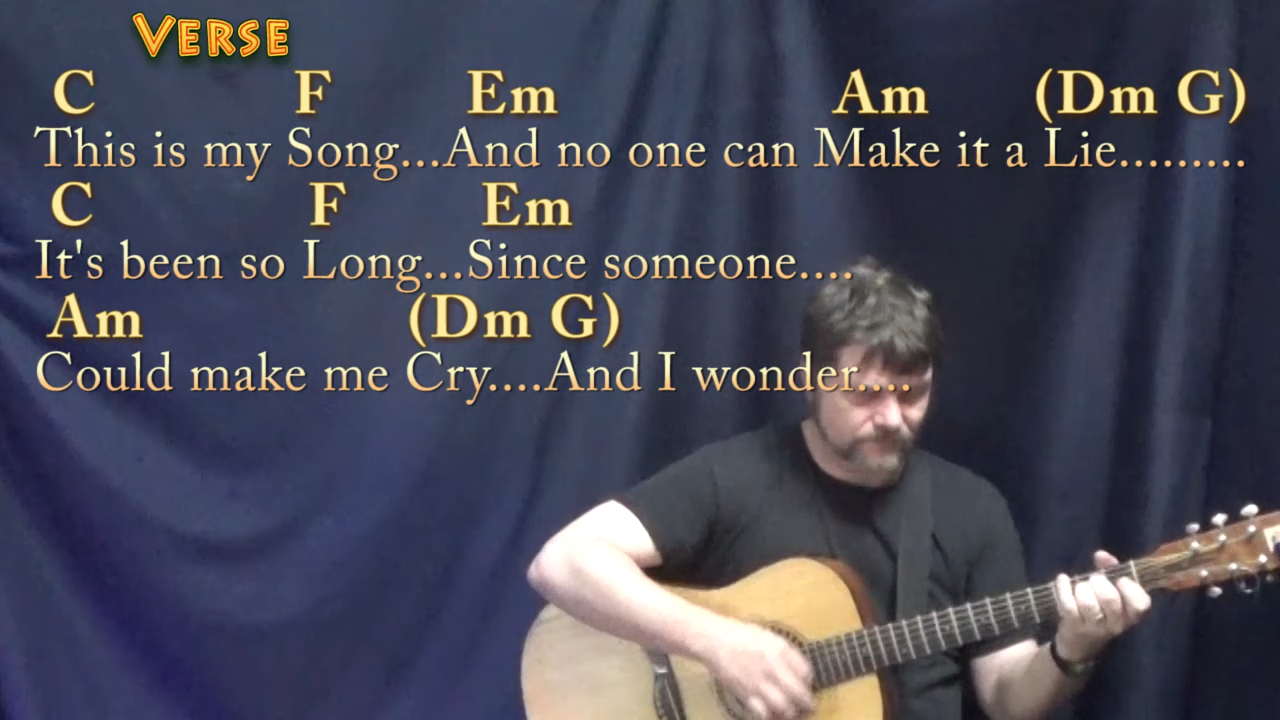 VERSE
C F Em Am (Dm G)
This is my Song...And no one can Make it a Lie.........
C F Em
It's been so Long...Since someone....
Am (Dm G)
Could make me Cry....And I wonder....